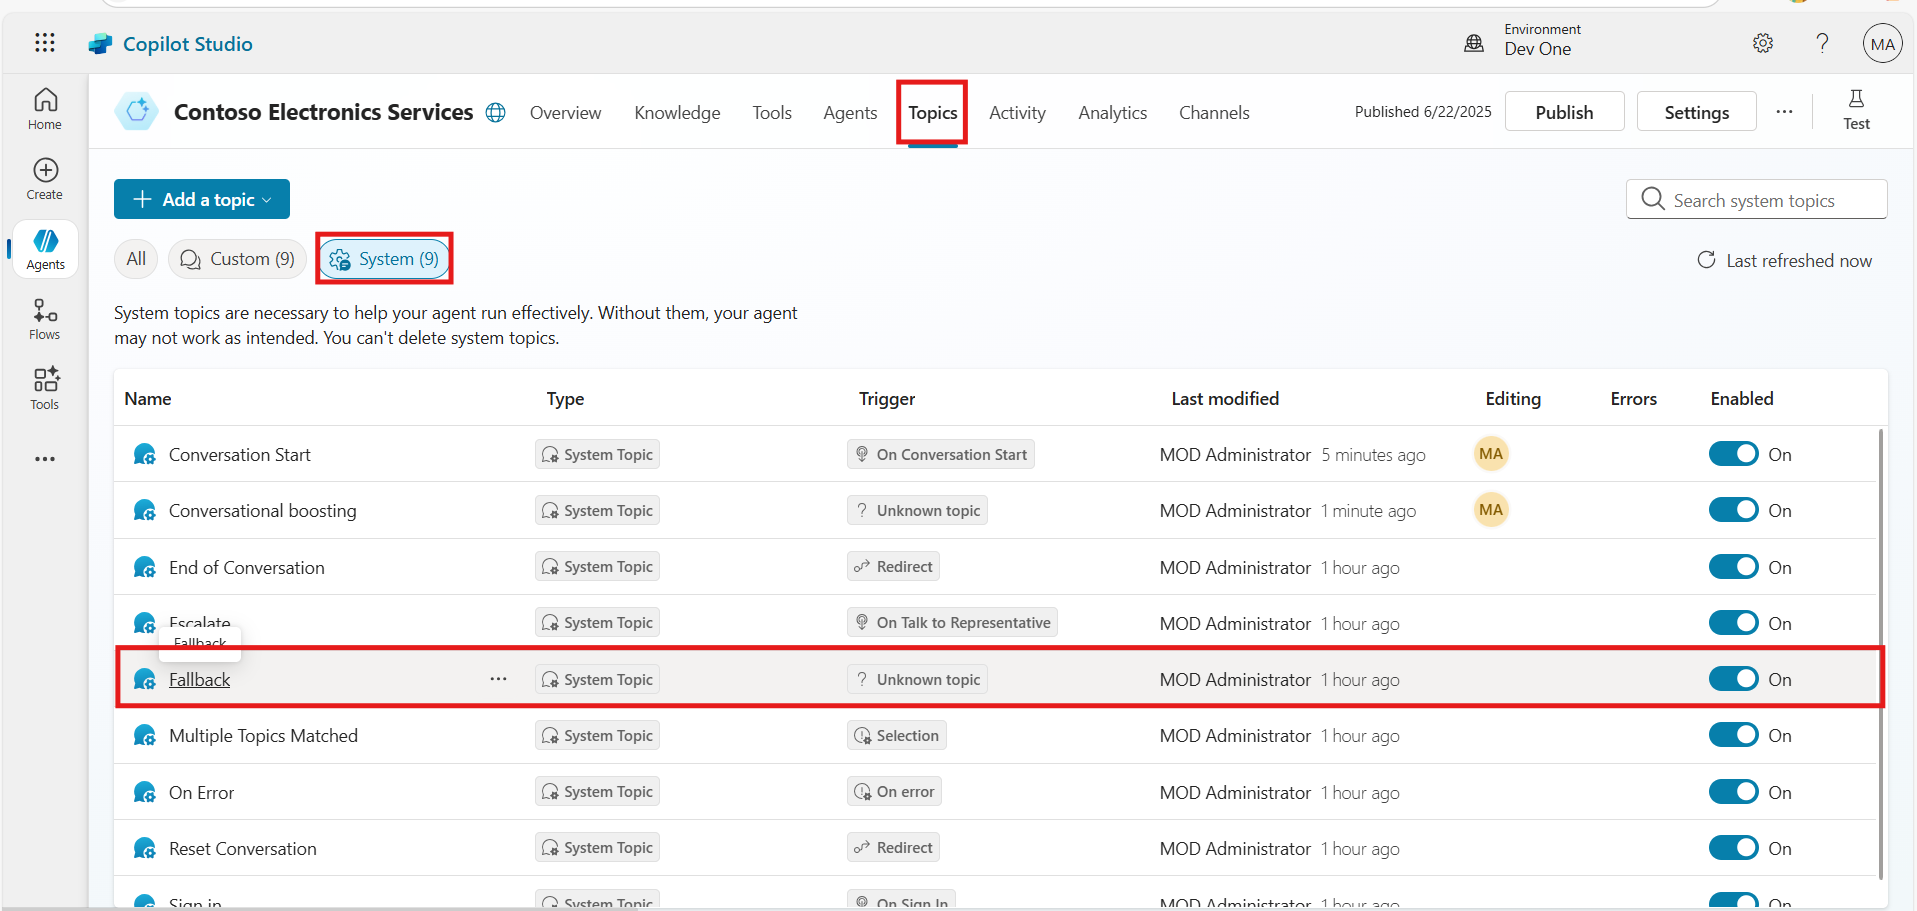 Copilot Studio
Environment
Dev One
?
MA
Home
Create
Agents
Flows
Tools
Contoso Electronics Services
Overview
Knowledge
Tools
Agents
Topics
Activity
Analytics
Channels
Published 6/22/2025
Publish
Settings
Test
Add a topic
Search system topics
All
Custom (9)
System (9)
Last refreshed now
System topics are necessary to help your agent run effectively. Without them, your agent
may not work as intended. You can't delete system topics.
Name Type Trigger Last modified Editing Errors Enabled
Conversation Start System Topic On Conversation Start MOD Administrator 5 minutes ago MA On
Conversational boosting System Topic ? Unknown topic MOD Administrator 1 minute ago MA On
End of Conversation System Topic Redirect MOD Administrator 1 hour ago On
Escalate System Topic On Talk to Representative MOD Administrator 1 hour ago On
Fallback
Fallback System Topic ? Unknown topic MOD Administrator 1 hour ago On
Multiple Topics Matched System Topic Selection MOD Administrator 1 hour ago On
On Error System Topic On error MOD Administrator 1 hour ago On
Reset Conversation System Topic Redirect MOD Administrator 1 hour ago On
Sign in System Topic On Sign In MOD Administrator 1 hour ago On